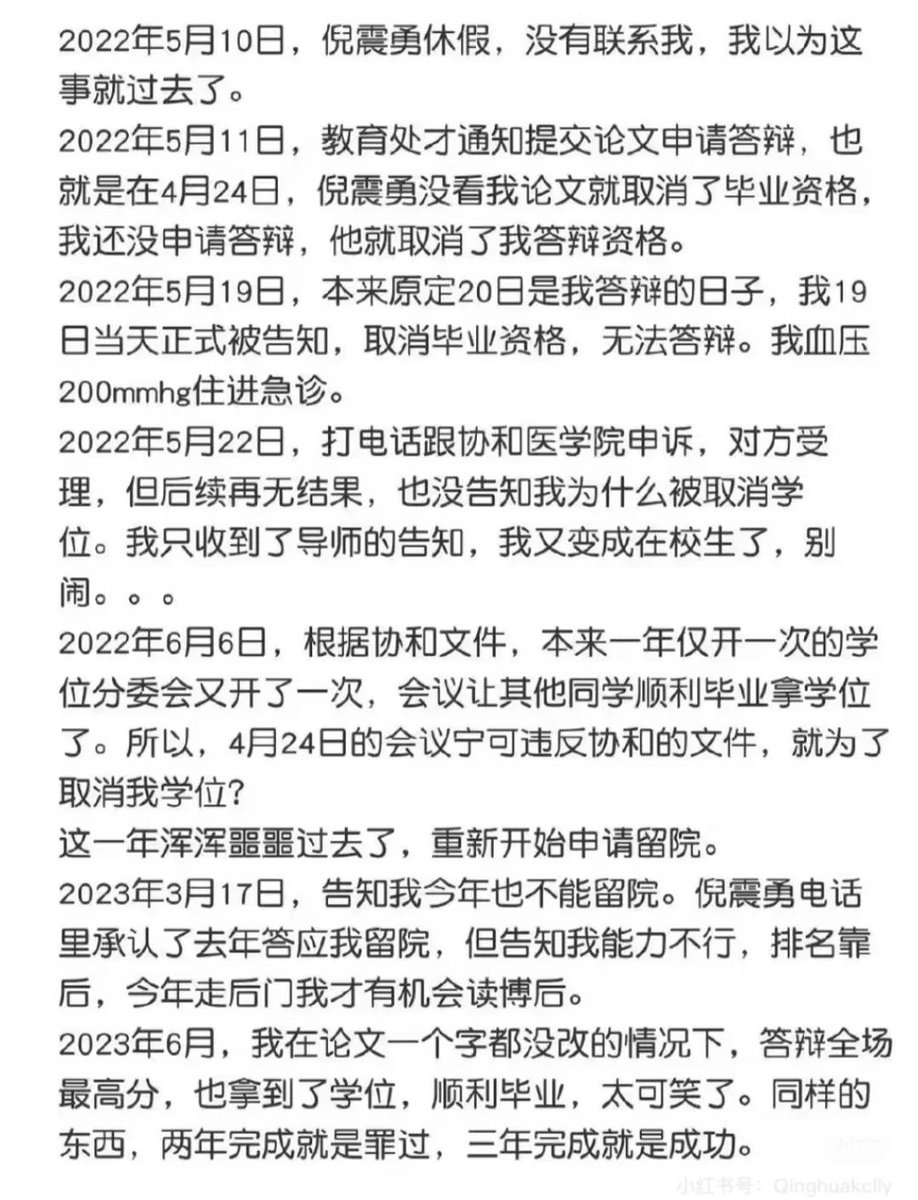 2022年5月10日，倪震勇休假，没有联系我，我以为这
事就过去了。
2022年5月11日，教育处才通知提交论文申请答辩，也
就是在4月24日，倪震勇没看我论文就取消了毕业资格，
我还没申请答辩，他就取消了我答辩资格。
2022年5月19日，本来原定20日是我答辩的日子，我19
日当天正式被告知，取消毕业资格，无法答辩。我血压
200mmhg住进急诊。
2022年5月22日，打电话跟协和医学院申诉，对方受
理，但后续再无结果，也没告知我为什么被取消学
位。我只收到了导师的告知，我又变成在校生了，别
闹。。。
2022年6月6日，根据协和文件，本来一年仅开一次的学
位分委会又开了一次，会议让其他同学顺利毕业拿学位
了。所以，4月24日的会议宁可违反协和的文件，就为了
取消我学位？
这一年浑浑噩噩过去了，重新开始申请留院。
2023年3月17日，告知我今年也不能留院。倪震勇电话
里承认了去年答应我留院，但告知我能力不行，排名靠
后，今年走后门我才有机会读博后。
2023年6月，我在论文一个字都没改的情况下，答辩全场
最高分，也拿到了学位，顺利毕业，太可笑了。同样的
东西，两年完成就是罪过，三年完成就是成功。
小红书
小红书号：Qinghuakclly